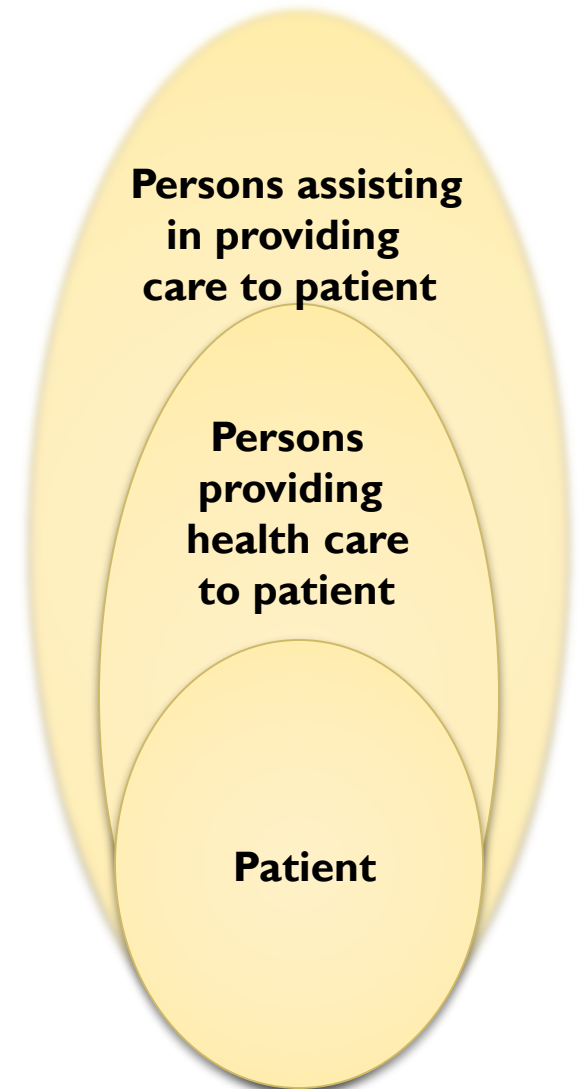 Persons assisting
in providing
care to patient
Persons
providing
health care
to patient
Patient